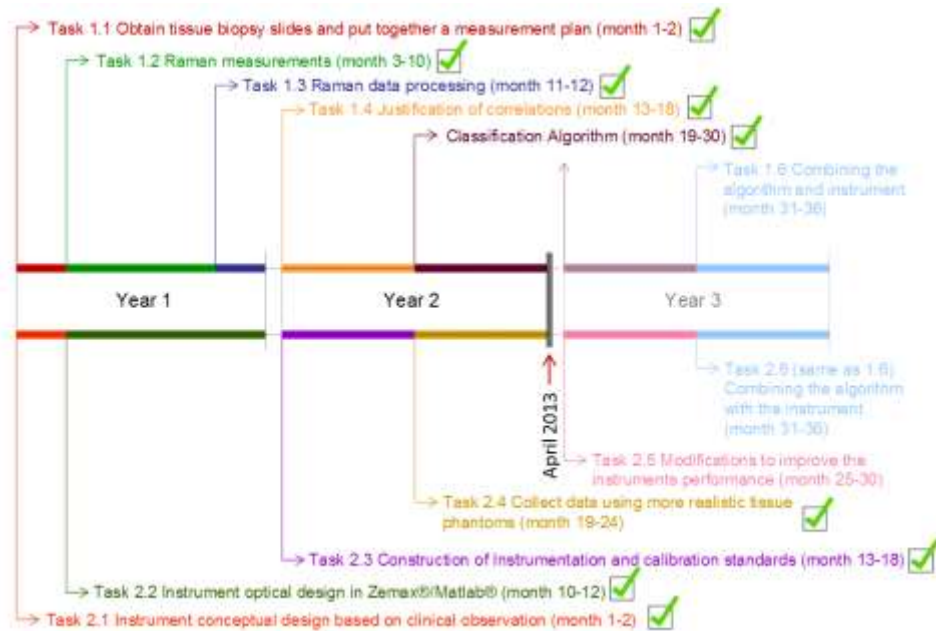 Task 1.1 Obtain tissue biopsy slides and put together a measurement plan (month 1-2)
Task 1.2 Raman measurements (month 3-10)
Task 1.3 Raman data processing (month 11-12)
Task 1.4 Justification of correlations (month 13-18)
Classification Algorithm (month 19-30)
Task 1.6 Combining the
algorithm and instrument
(month 31-36)
Year 1
Year 2
Year 3
April 2013
Task 2.6 (same as 1.6)
Combining the algorithm
with the instrument
(month 31-36)
Task 2.5 Modifications to improve the
instruments performance (month 25-30)
Task 2.4 Collect data using more realistic tissue
phantoms (month 19-24)
Task 2.3 Construction of Instrumentation and calibration standards (month 13-18)
Task 2.2 Instrument optical design in Zemax®/Matlab® (month 10-12)
Task 2.1 Instrument conceptual design based on clinical observation (month 1-2)